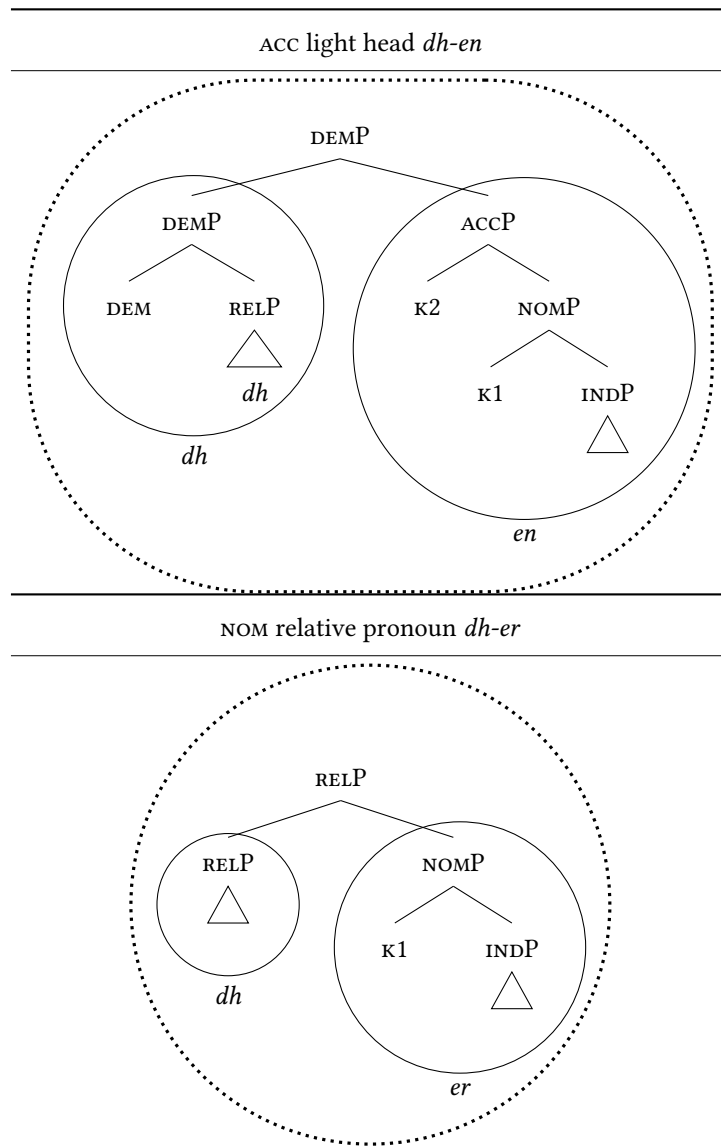 ACC light head dh-en
DEMP
DEMP ACCP
DEM RELP K2 NOMP
dh K1 INDP
dh
en
NOM relative pronoun dh-er
RELP
RELP NOMP
K1 INDP
dh
er